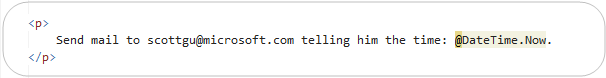 <p>
Send mail to scottgu@microsoft.com telling him the time: @DateTime.Now.
</p>